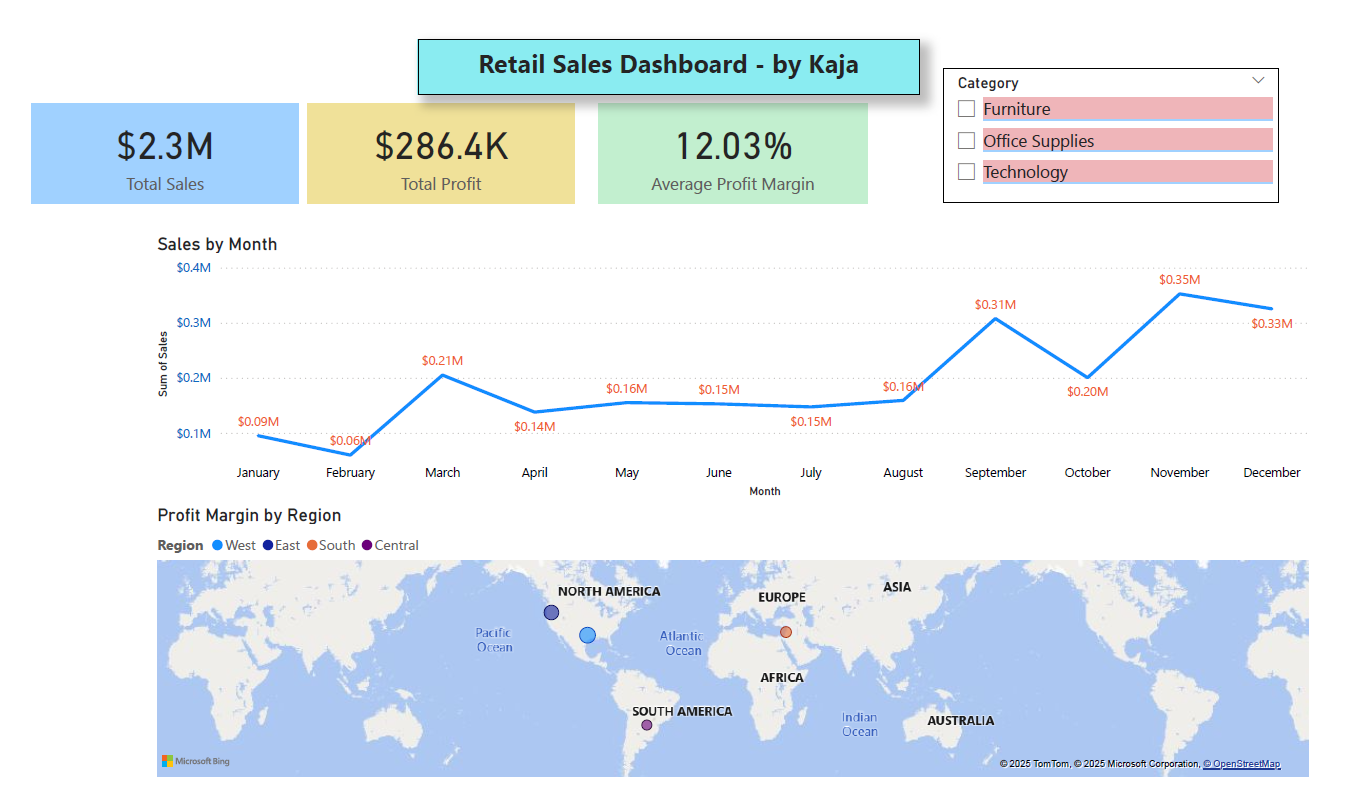 Retail Sales Dashboard - by Kaja
$2.3M
Total Sales
$286.4K
Total Profit
12.03%
Average Profit Margin
Category
Furniture
Office Supplies
Technology
Sales by Month
Sum of Sales
$0.4M
$0.3M
$0.2M
$0.1M
$0.09M
$0.06M
$0.21M
$0.14M
$0.16M
$0.15M
$0.15M
$0.16M
$0.31M
$0.20M
$0.35M
$0.33M
January February March April May June July August September October November December
Month
Profit Margin by Region
Region West East South Central
NORTH AMERICA
EUROPE
ASIA
Pacific
Ocean
Atlantic
Ocean
AFRICA
SOUTH AMERICA
Indian
Ocean
AUSTRALIA
Microsoft Bing
© 2025 TomTom, © 2025 Microsoft Corporation, © OpenStreetMap